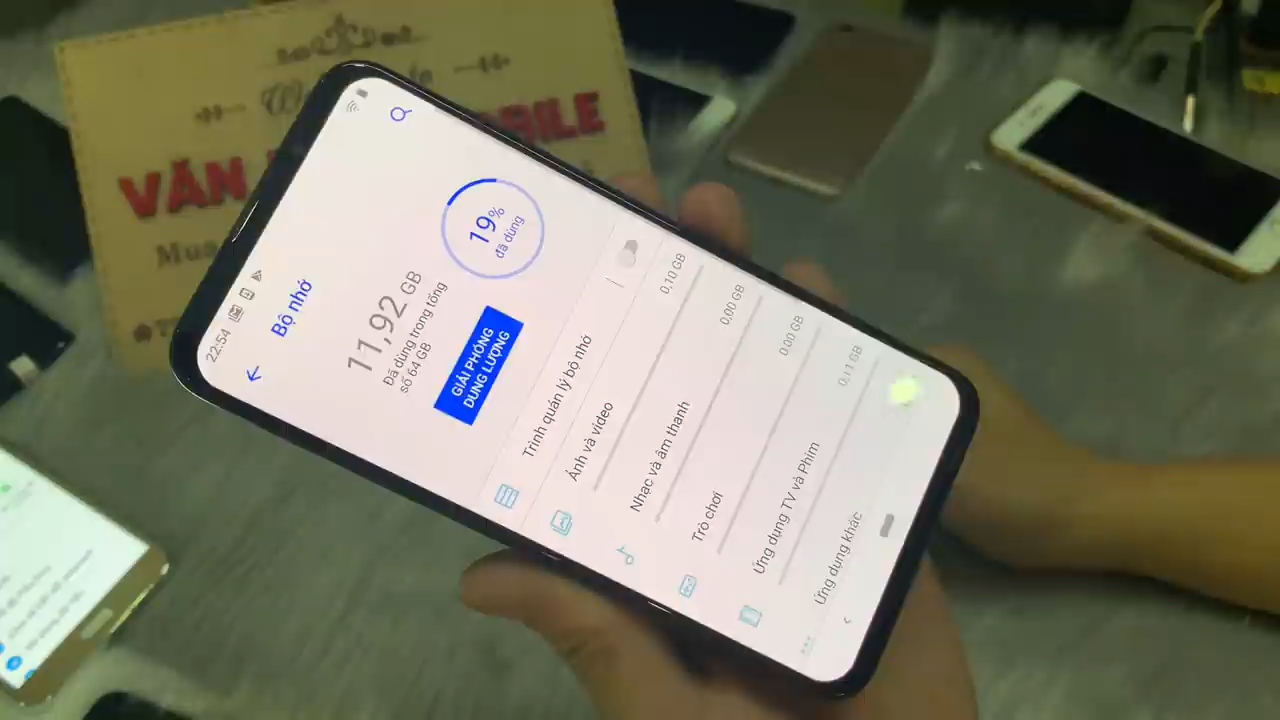 VĂN
22:54
Bộ nhớ
11,92 GB
Đã dùng trong tổng
số 64 GB
19%
đã dùng
GIẢI PHÓNG
DUNG LƯỢNG
Trình quản lý bộ nhớ
Ảnh và video
0,10 GB
Nhạc và âm thanh
0,00 GB
Trò chơi
0,00 GB
Ứng dụng TV và Phim
0,11 GB
Ứng dụng khác